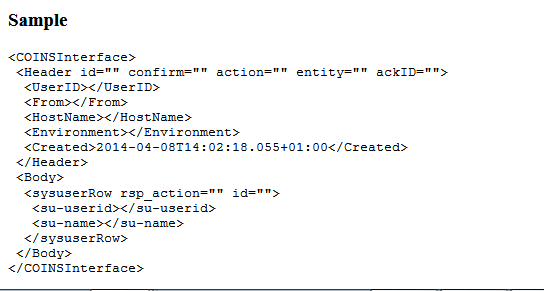 Sample
<COINSInterface>
<Header id="" confirm="" action="" entity="" ackID="">
<UserID></UserID>
<From></From>
<HostName></HostName>
<Environment></Environment>
<Created>2014-04-08T14:02:18.055+01:00</Created>
</Header>
<Body>
<sysuserRow rsp_action="" id="">
<su-userid></su-userid>
<su-name></su-name>
</sysuserRow>
</Body>
</COINSInterface>